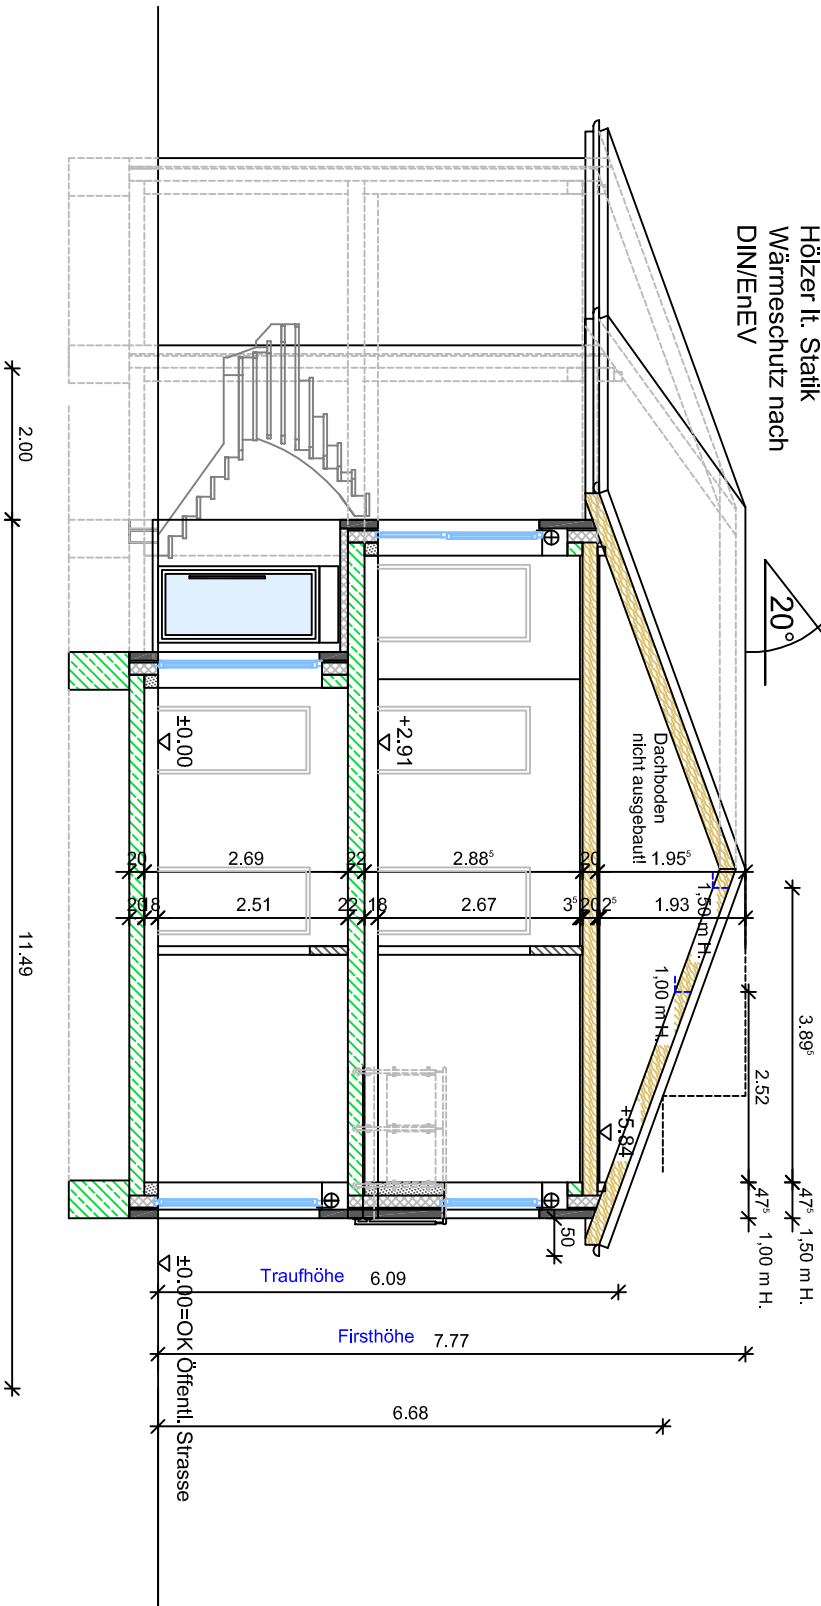 Hölzer lt. Statik
Wärmeschutz nach
DIN/EnEV
20°
Dachboden
nicht ausgebaut!
+2.91
±0.00
20
2.69
22
2.88⁵
20
1.95⁵
20
18
2.51
22
18
2.67
3⁵
20
2⁵
1.93
1,50 m H.
1,00 m H.
+5.84
3.89⁵
47⁵
1,50 m H.
2.52
47⁵
1,00 m H.
50
Traufhöhe 6.09
Firsthöhe 7.77
6.68
±0.00=OK Öffentl. Strasse
2.00
11.49